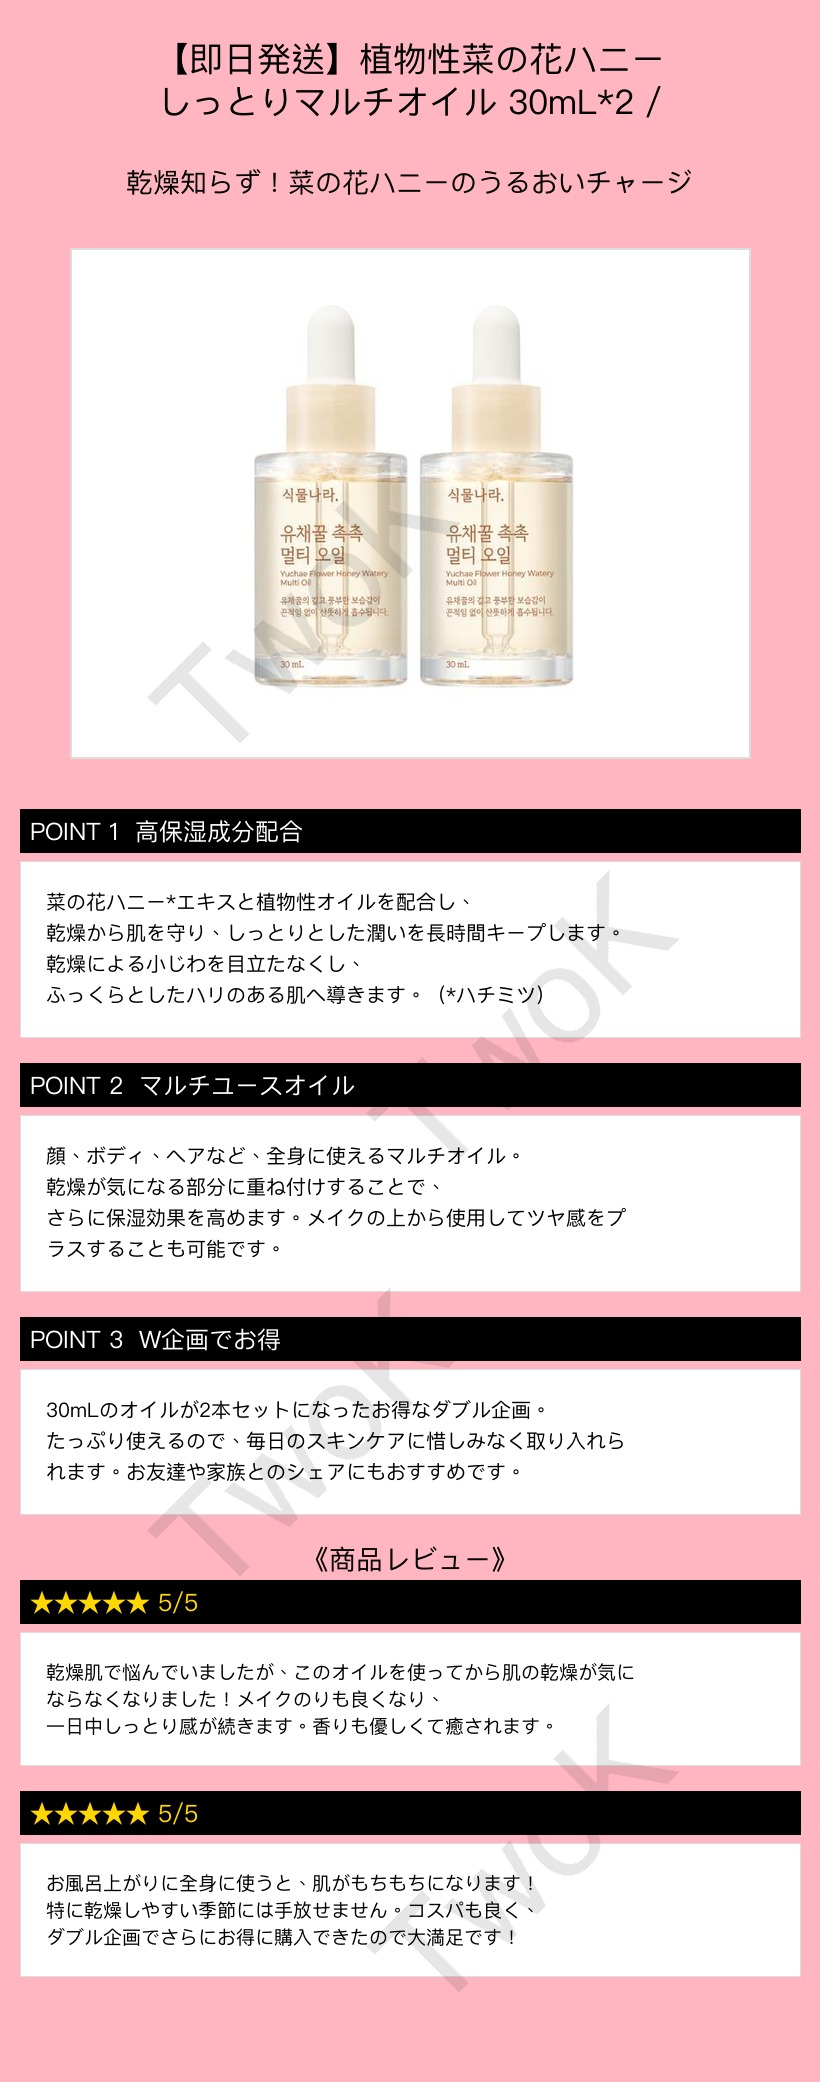 【即日発送】植物性菜の花ハニー
しっとりマルチオイル 30mL*2 /
乾燥知らず！菜の花ハニーのうるおいチャージ
식물나라.
유채꿀 촉촉
멀티 오일
Yuchae Flower Honey Watery
Multi Oil
유채꿀의 깊고 풍부한 보습감이
끈적임 없이 산뜻하게 흡수됩니다.
30 mL
식물나라.
유채꿀 촉촉
멀티 오일
Yuchae Flower Honey Watery
Multi Oil
유채꿀의 깊고 풍부한 보습감이
끈적임 없이 산뜻하게 흡수됩니다.
30 mL
TwoK
POINT 1 高保湿成分配合
菜の花ハニー*エキスと植物性オイルを配合し、
乾燥から肌を守り、しっとりとした潤いを長時間キープします。
乾燥による小じわを目立たなくし、
ふっくらとしたハリのある肌へ導きます。（*ハチミツ）
TwoK
POINT 2 マルチユースオイル
顔、ボディ、ヘアなど、全身に使えるマルチオイル。
乾燥が気になる部分に重ね付けすることで、
さらに保湿効果を高めます。メイクの上から使用してツヤ感をプ
ラスすることも可能です。
POINT 3 W企画でお得
30mLのオイルが2本セットになったお得なダブル企画。
たっぷり使えるので、毎日のスキンケアに惜しみなく取り入れら
れます。お友達や家族とのシェアにもおすすめです。
TwoK
《商品レビュー》
★★★★★ 5/5
乾燥肌で悩んでいましたが、このオイルを使ってから肌の乾燥が気に
ならなくなりました！メイクのりも良くなり、
一日中しっとり感が続きます。香りも優しくて癒されます。
★★★★★ 5/5
お風呂上がりに全身に使うと、肌がもちもちになります！
特に乾燥しやすい季節には手放せません。コスパも良く、
ダブル企画でさらにお得に購入できたので大満足です！
TwoK